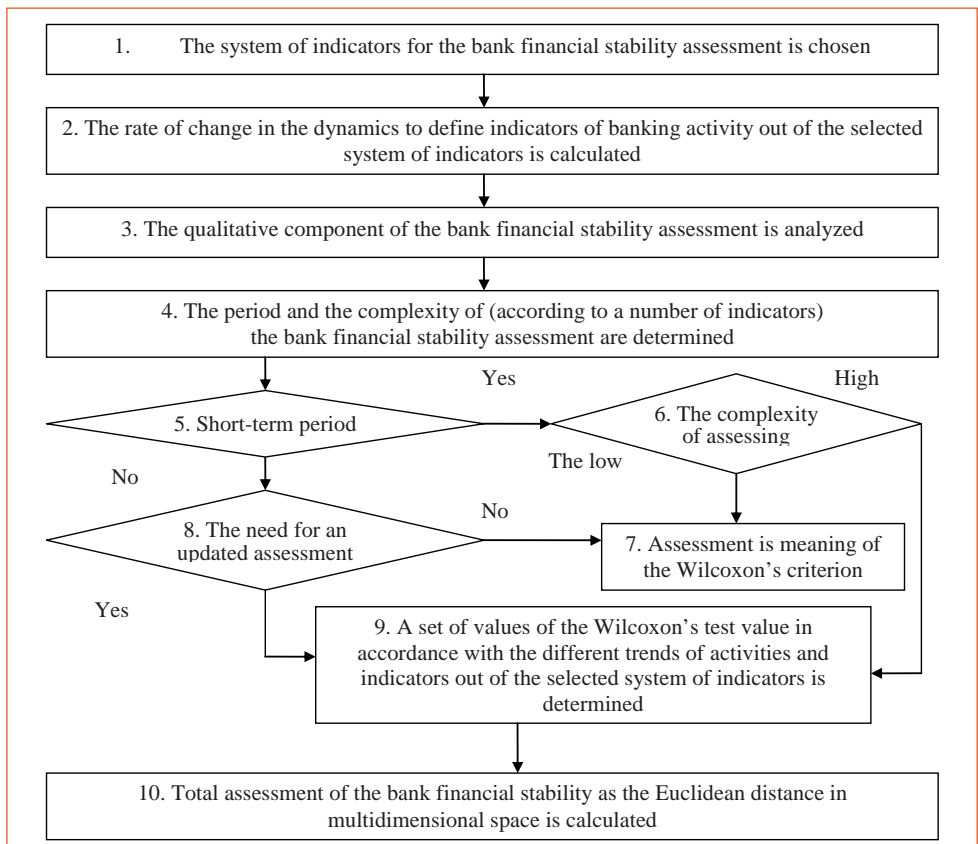 1. The system of indicators for the bank financial stability assessment is chosen
2. The rate of change in the dynamics to define indicators of banking activity out of the selected
system of indicators is calculated
3. The qualitative component of the bank financial stability assessment is analyzed
4. The period and the complexity of (according to a number of indicators)
the bank financial stability assessment are determined
Yes
High
5. Short-term period
6. The complexity
of assessing
The low
No
8. The need for an
updated assessment
No
7. Assessment is meaning of
the Wilcoxon's criterion
Yes
9. A set of values of the Wilcoxon's test value in
accordance with the different trends of activities and
indicators out of the selected system of indicators is
determined
10. Total assessment of the bank financial stability as the Euclidean distance in
multidimensional space is calculated